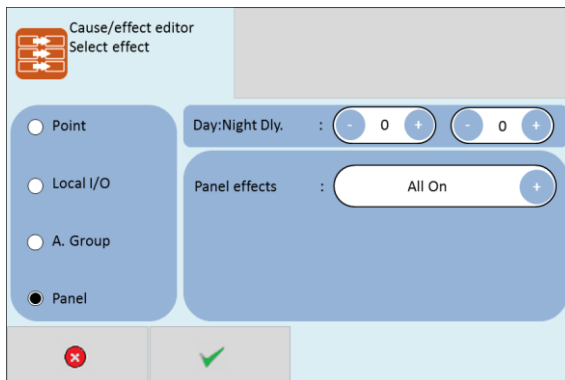 Cause/effect editor
Select effect
Point
Local I/O
A. Group
Panel
Day:Night Dly. : - 0 + - 0 +
Panel effects : All On +